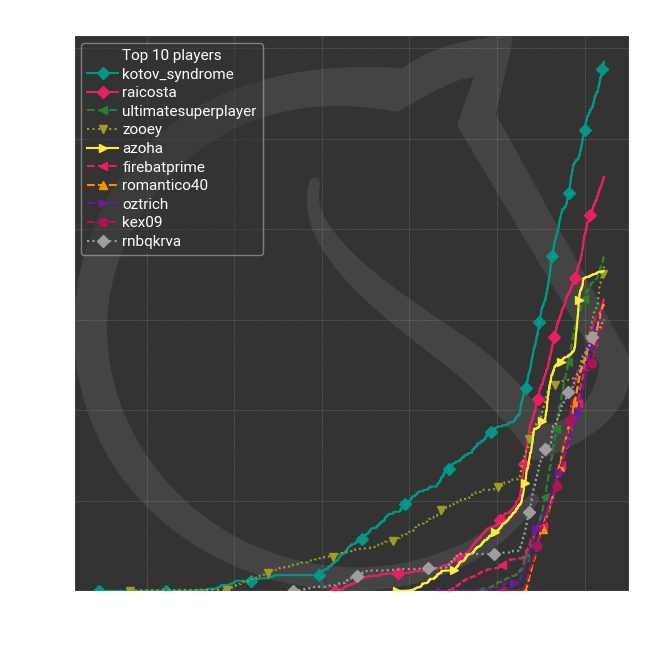 Top 10 players
kotov_syndrome
raicosta
ultimatesuperplayer
zooey
azoha
firebatprime
romantico40
oztrich
kex09
rnbqkrva